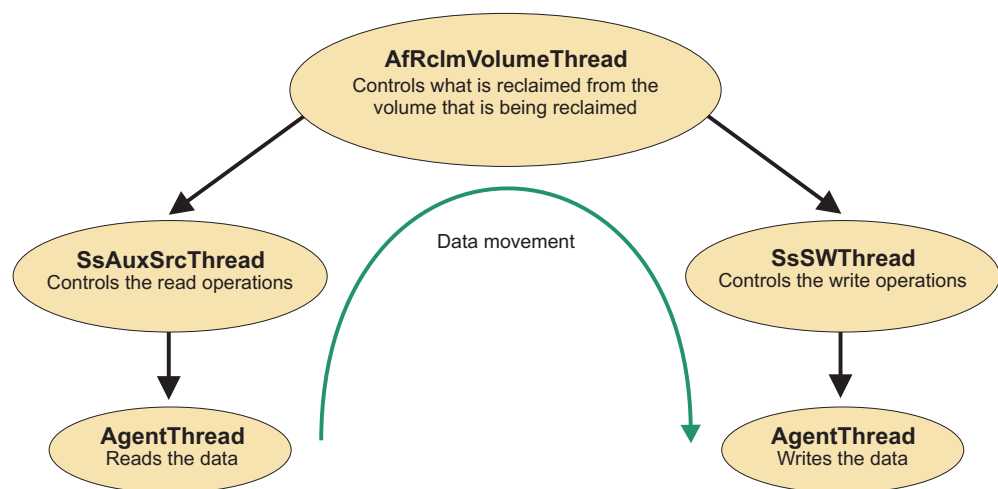 AfRclmVolumeThread
Controls what is reclaimed from the
volume that is being reclaimed
Data movement
SsAuxSrcThread
Controls the read operations
SsSWThread
Controls the write operations
AgentThread
Reads the data
AgentThread
Writes the data